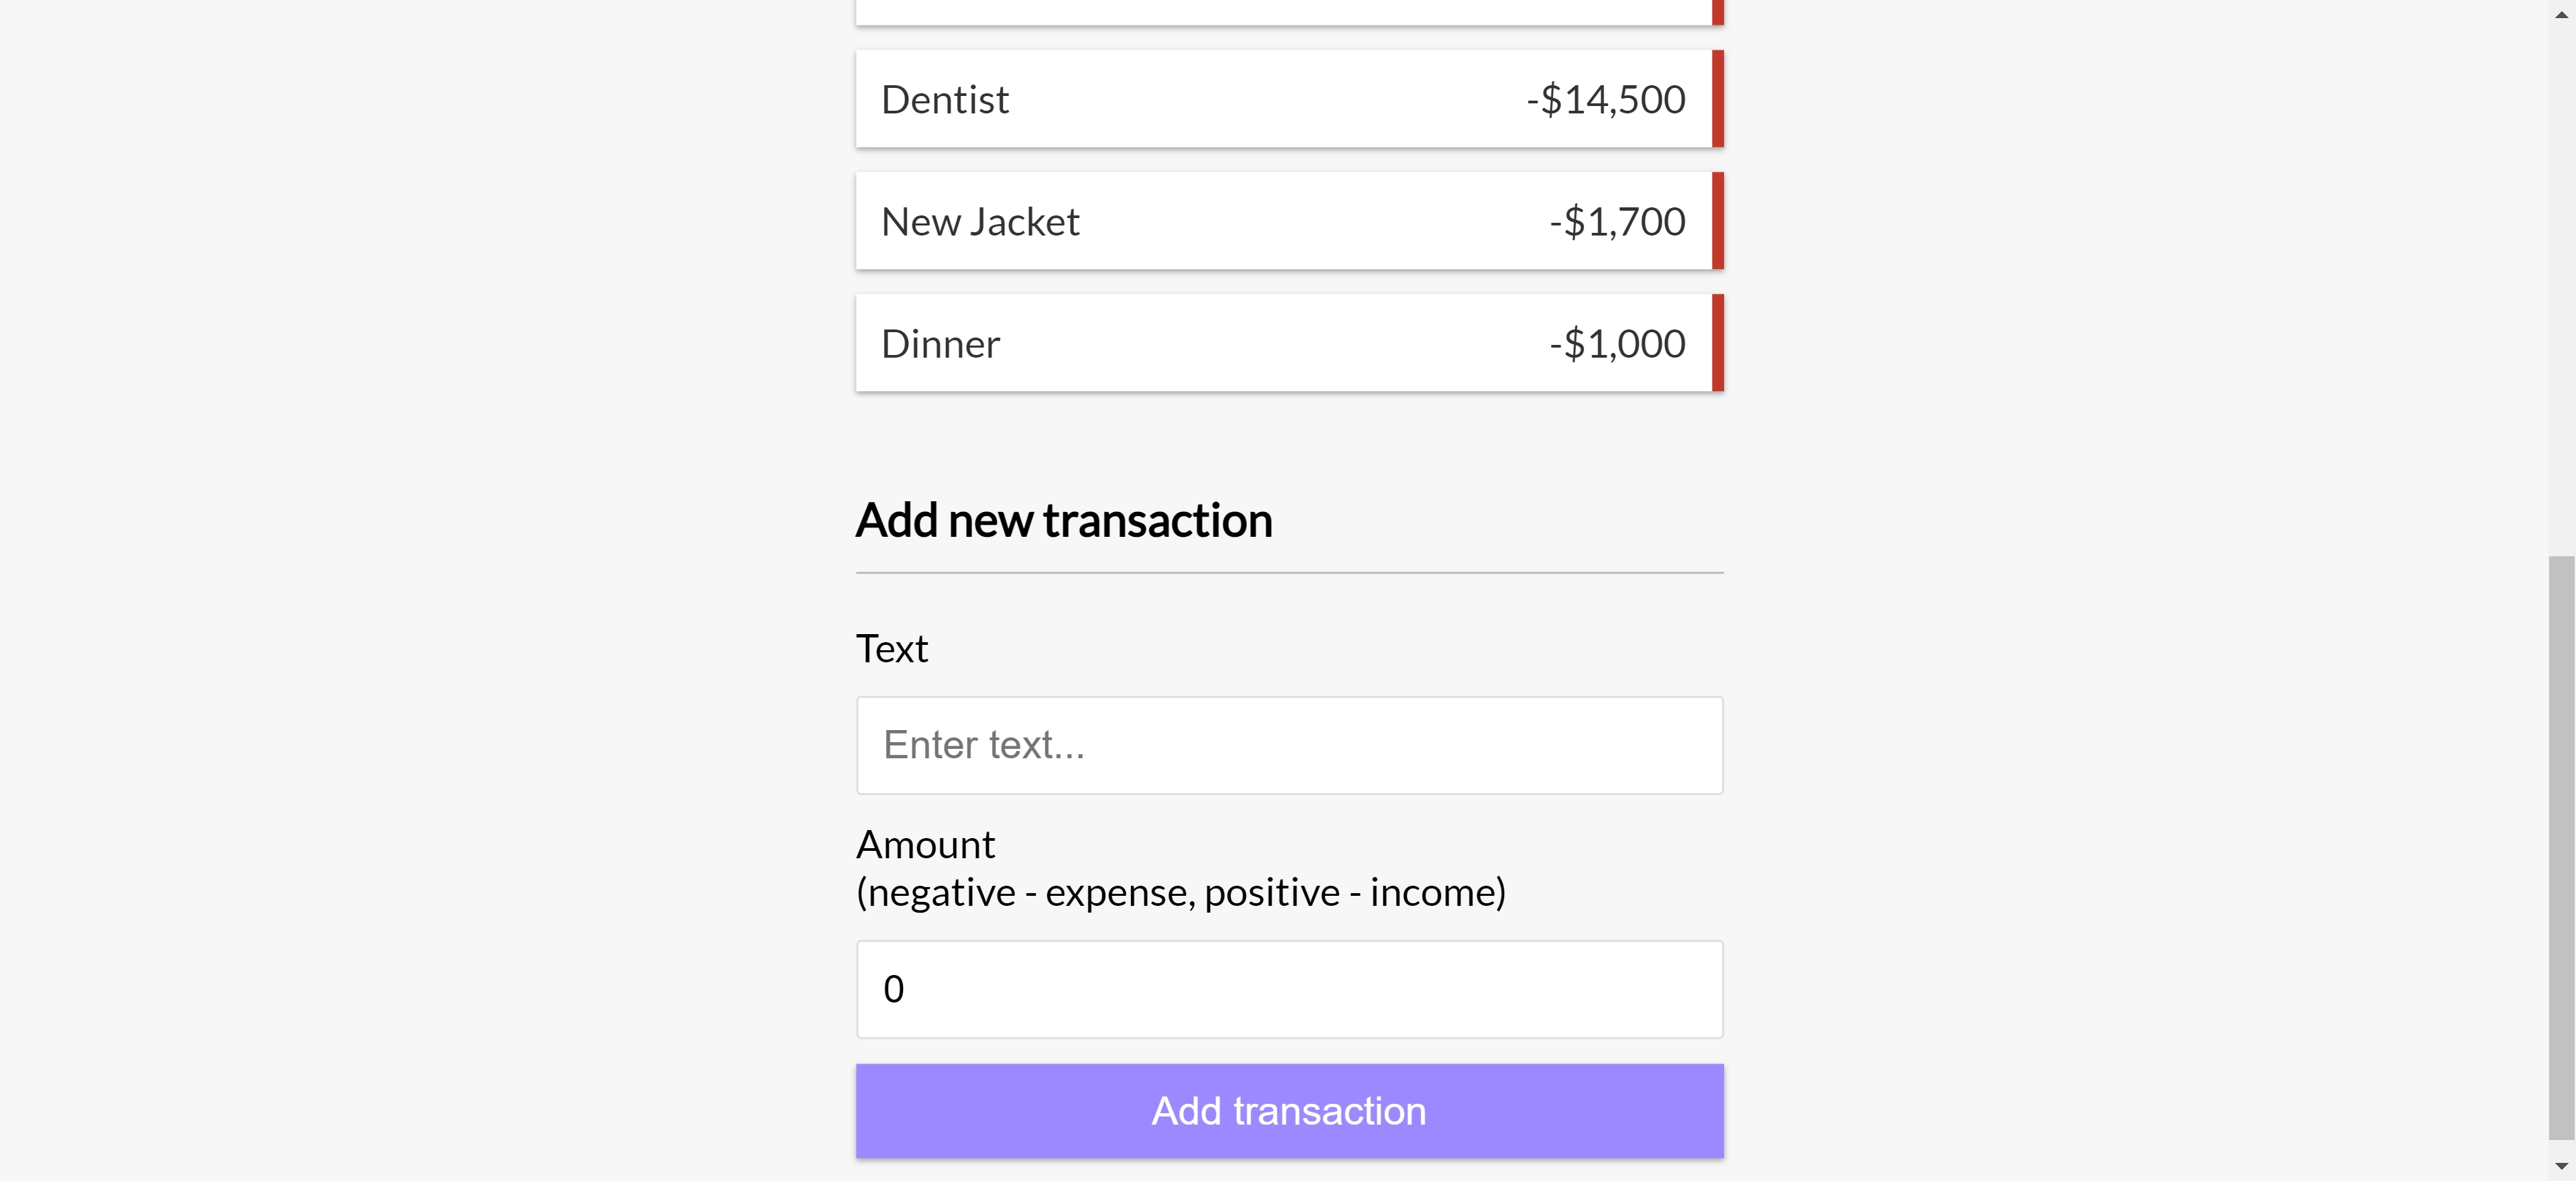 Dentist -$14,500
New Jacket -$1,700
Dinner -$1,000
Add new transaction
Text
Enter text...
Amount
(negative - expense, positive - income)
0
Add transaction